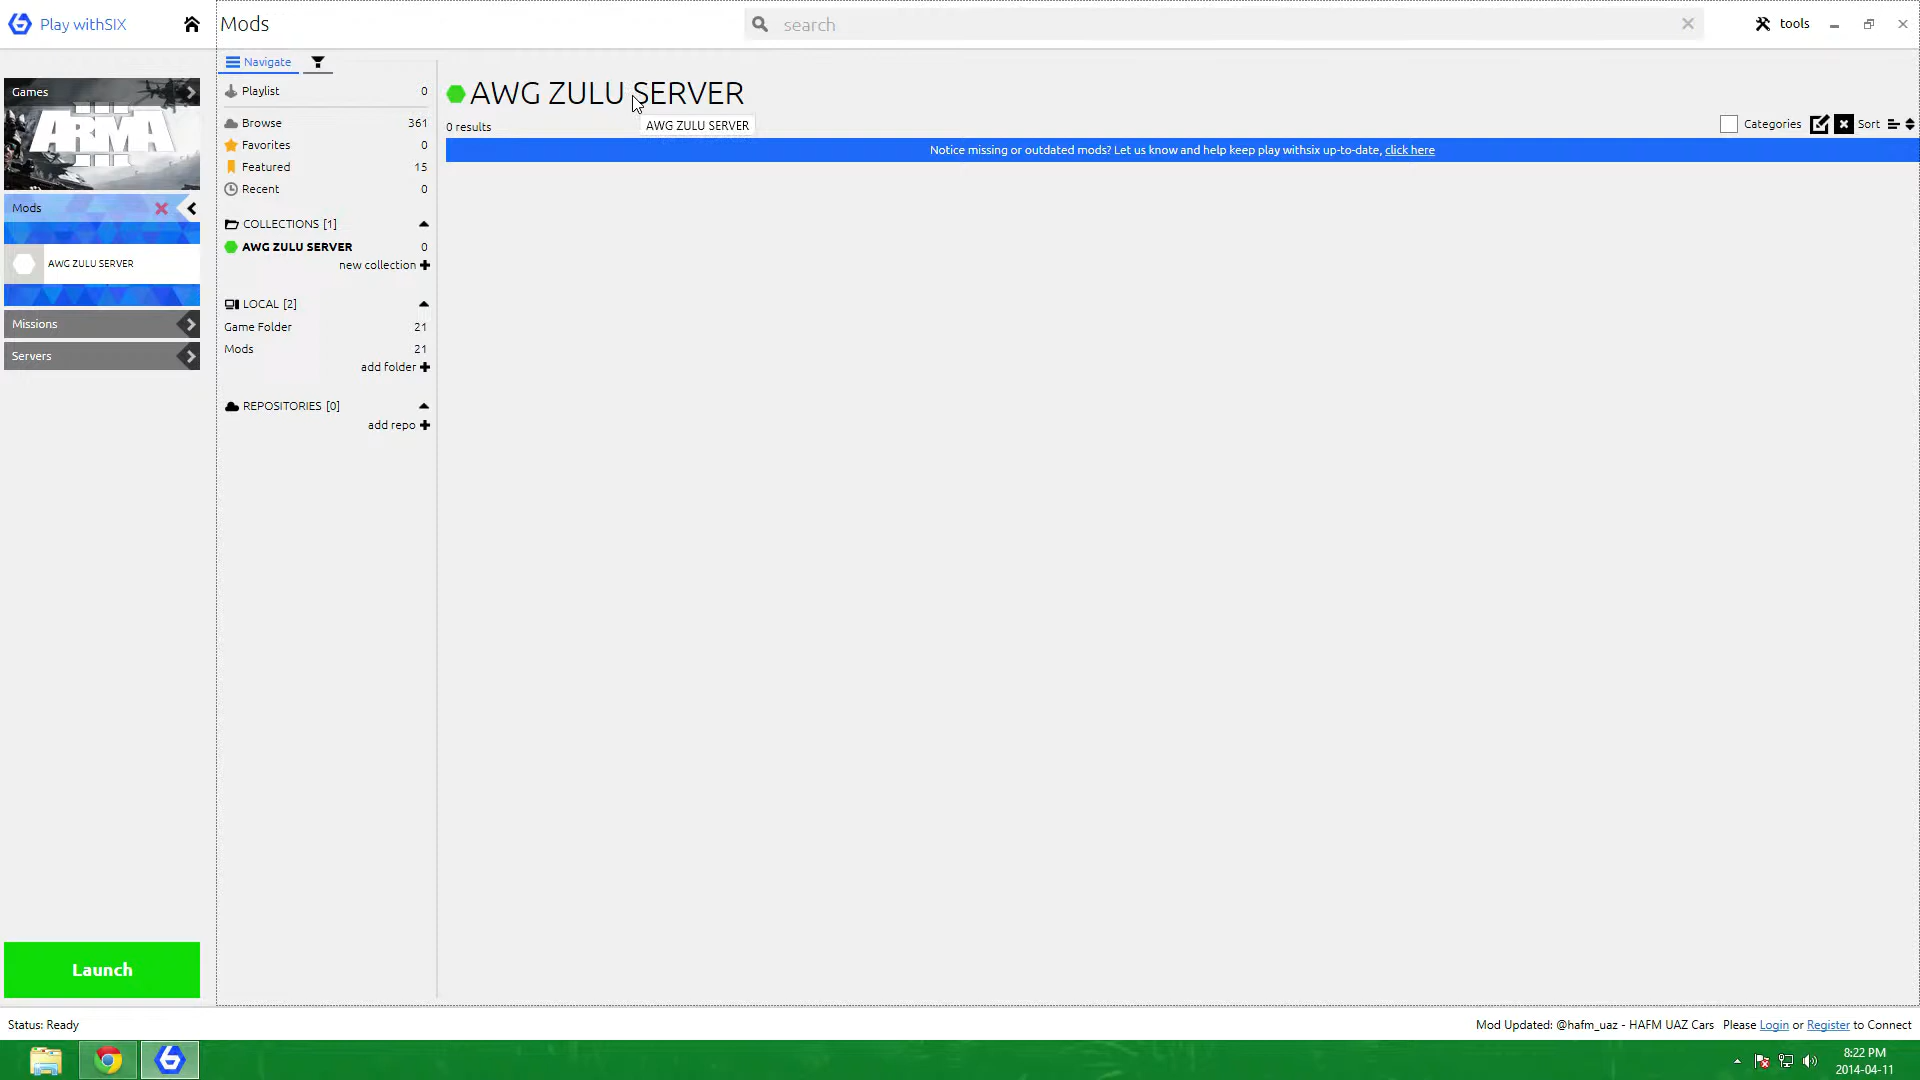 Play withSIX
Mods
search
tools
Games
ARMA
III
Mods
AWG ZULU SERVER
Missions
Servers
Launch
Navigate
Playlist 0
Browse 361
Favorites 0
Featured 15
Recent 0
COLLECTIONS [1]
AWG ZULU SERVER 0
new collection
LOCAL [2]
Game Folder 21
Mods 21
add folder
REPOSITORIES [0]
add repo
AWG ZULU SERVER
0 results
AWG ZULU SERVER
Categories
Sort
Notice missing or outdated mods? Let us know and help keep play withsix up-to-date, click here
Status: Ready
Mod Updated: @hafm_uaz - HAFM UAZ Cars Please Login or Register to Connect
8:22 PM
2014-04-11